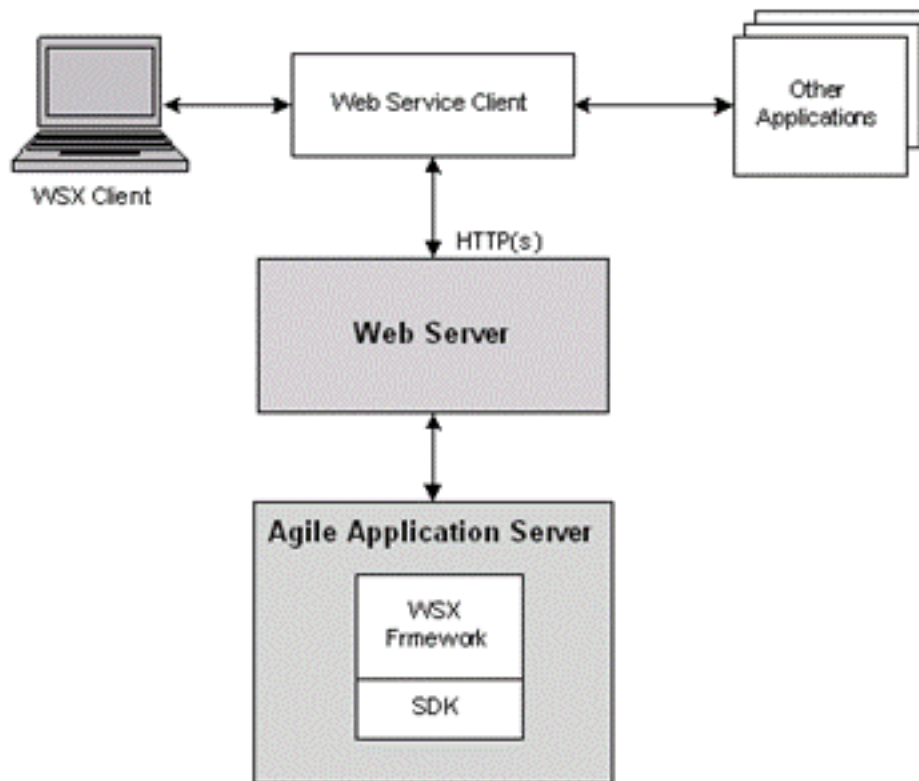 Web Service Client
Other
Applications
WSX Client
HTTP(s)
Web Server
Agile Application Server
WSX
Frmework
SDK